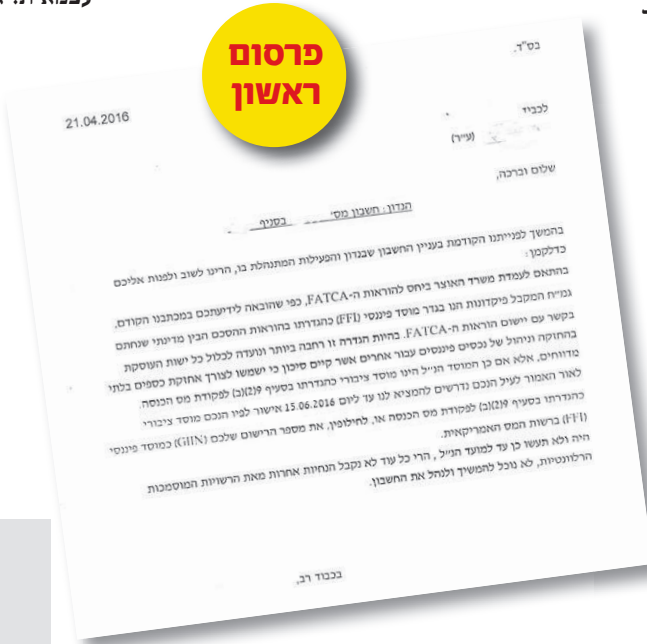 פרסום
ראשון
בס"ד.
21.04.2016
לכבוד
(ע"ר)
שלום וברכה,
הנדון: חשבון מס' בסניף
בהמשך לפנייתנו הקודמת בעניין החשבון שבנדון והפעילות המתנהלת בו, הרינו לשוב ולפנות אליכם
כדלקמן:
בהתאם לעמדת משרד האוצר ביחס להוראות ה-FATCA, כפי שהובאה לידיעתכם במכתבנו הקודם,
גמ"ח המקבל פיקדונות הנו בגדר מוסד פיננסי (FFI) כהגדרתו בהוראות ההסכם הבין מדינתי שנחתם
בקשר עם יישום הוראות ה-FATCA. בהיות הגדרה זו רחבה ביותר ונועדה לכלול כל ישות העוסקת
בהחזקה וניהול של נכסים פיננסים עבור אחרים אשר קיים סיכון כי ישמשו לצורך אחזקת כספים בלתי
מדווחים, אלא אם כן המוסד הנ"ל הינו מוסד ציבורי כהגדרתו בסעיף 9(2)(ב) לפקודת מס הכנסה.
לאור האמור לעיל הנכם נדרשים להמציא לנו עד ליום 15.06.2016 אישור לפיו הנכם מוסד ציבורי
כהגדרתו בסעיף 9(2)(ב) לפקודת מס הכנסה או, לחילופין, את מספר הרישום שלכם (GIIN) כמוסד פיננסי
(FFI) ברשות המס האמריקאית.
היה ולא תעשו כן עד למועד הנ"ל, הרי כל עוד לא נקבל הנחיות אחרות מאת הרשויות המוסמכות
הרלוונטיות, לא נוכל להמשיך ולנהל את החשבון.
בכבוד רב,